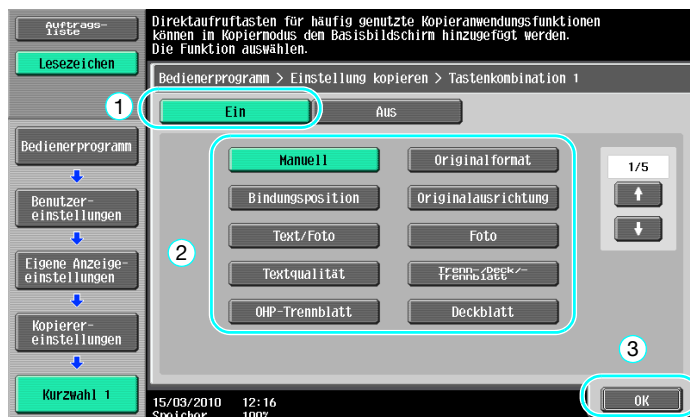 Auftrags-
liste
Lesezeichen
Direktaufruftasten für häufig genutzte Kopieranwendungsfunktionen
können in Kopiermodus dem Basisbildschirm hinzugefügt werden.
Die Funktion auswählen.
Bedienerprogramm > Einstellung kopieren > Tastenkombination 1
1
Ein
Aus
Bedienerprogramm
Benutzer-
einstellungen
Eigene Anzeige-
einstellungen
Kopierer-
einstellungen
Kurzwahl 1
2
Manuell
Originalformat
Bindungsposition
Originalausrichtung
Text/Foto
Foto
Textqualität
Trenn-/Deck/-
Trennblatt
OHP-Trennblatt
Deckblatt
1/5
3
OK
15/03/2010 12:16
Speicher 100%